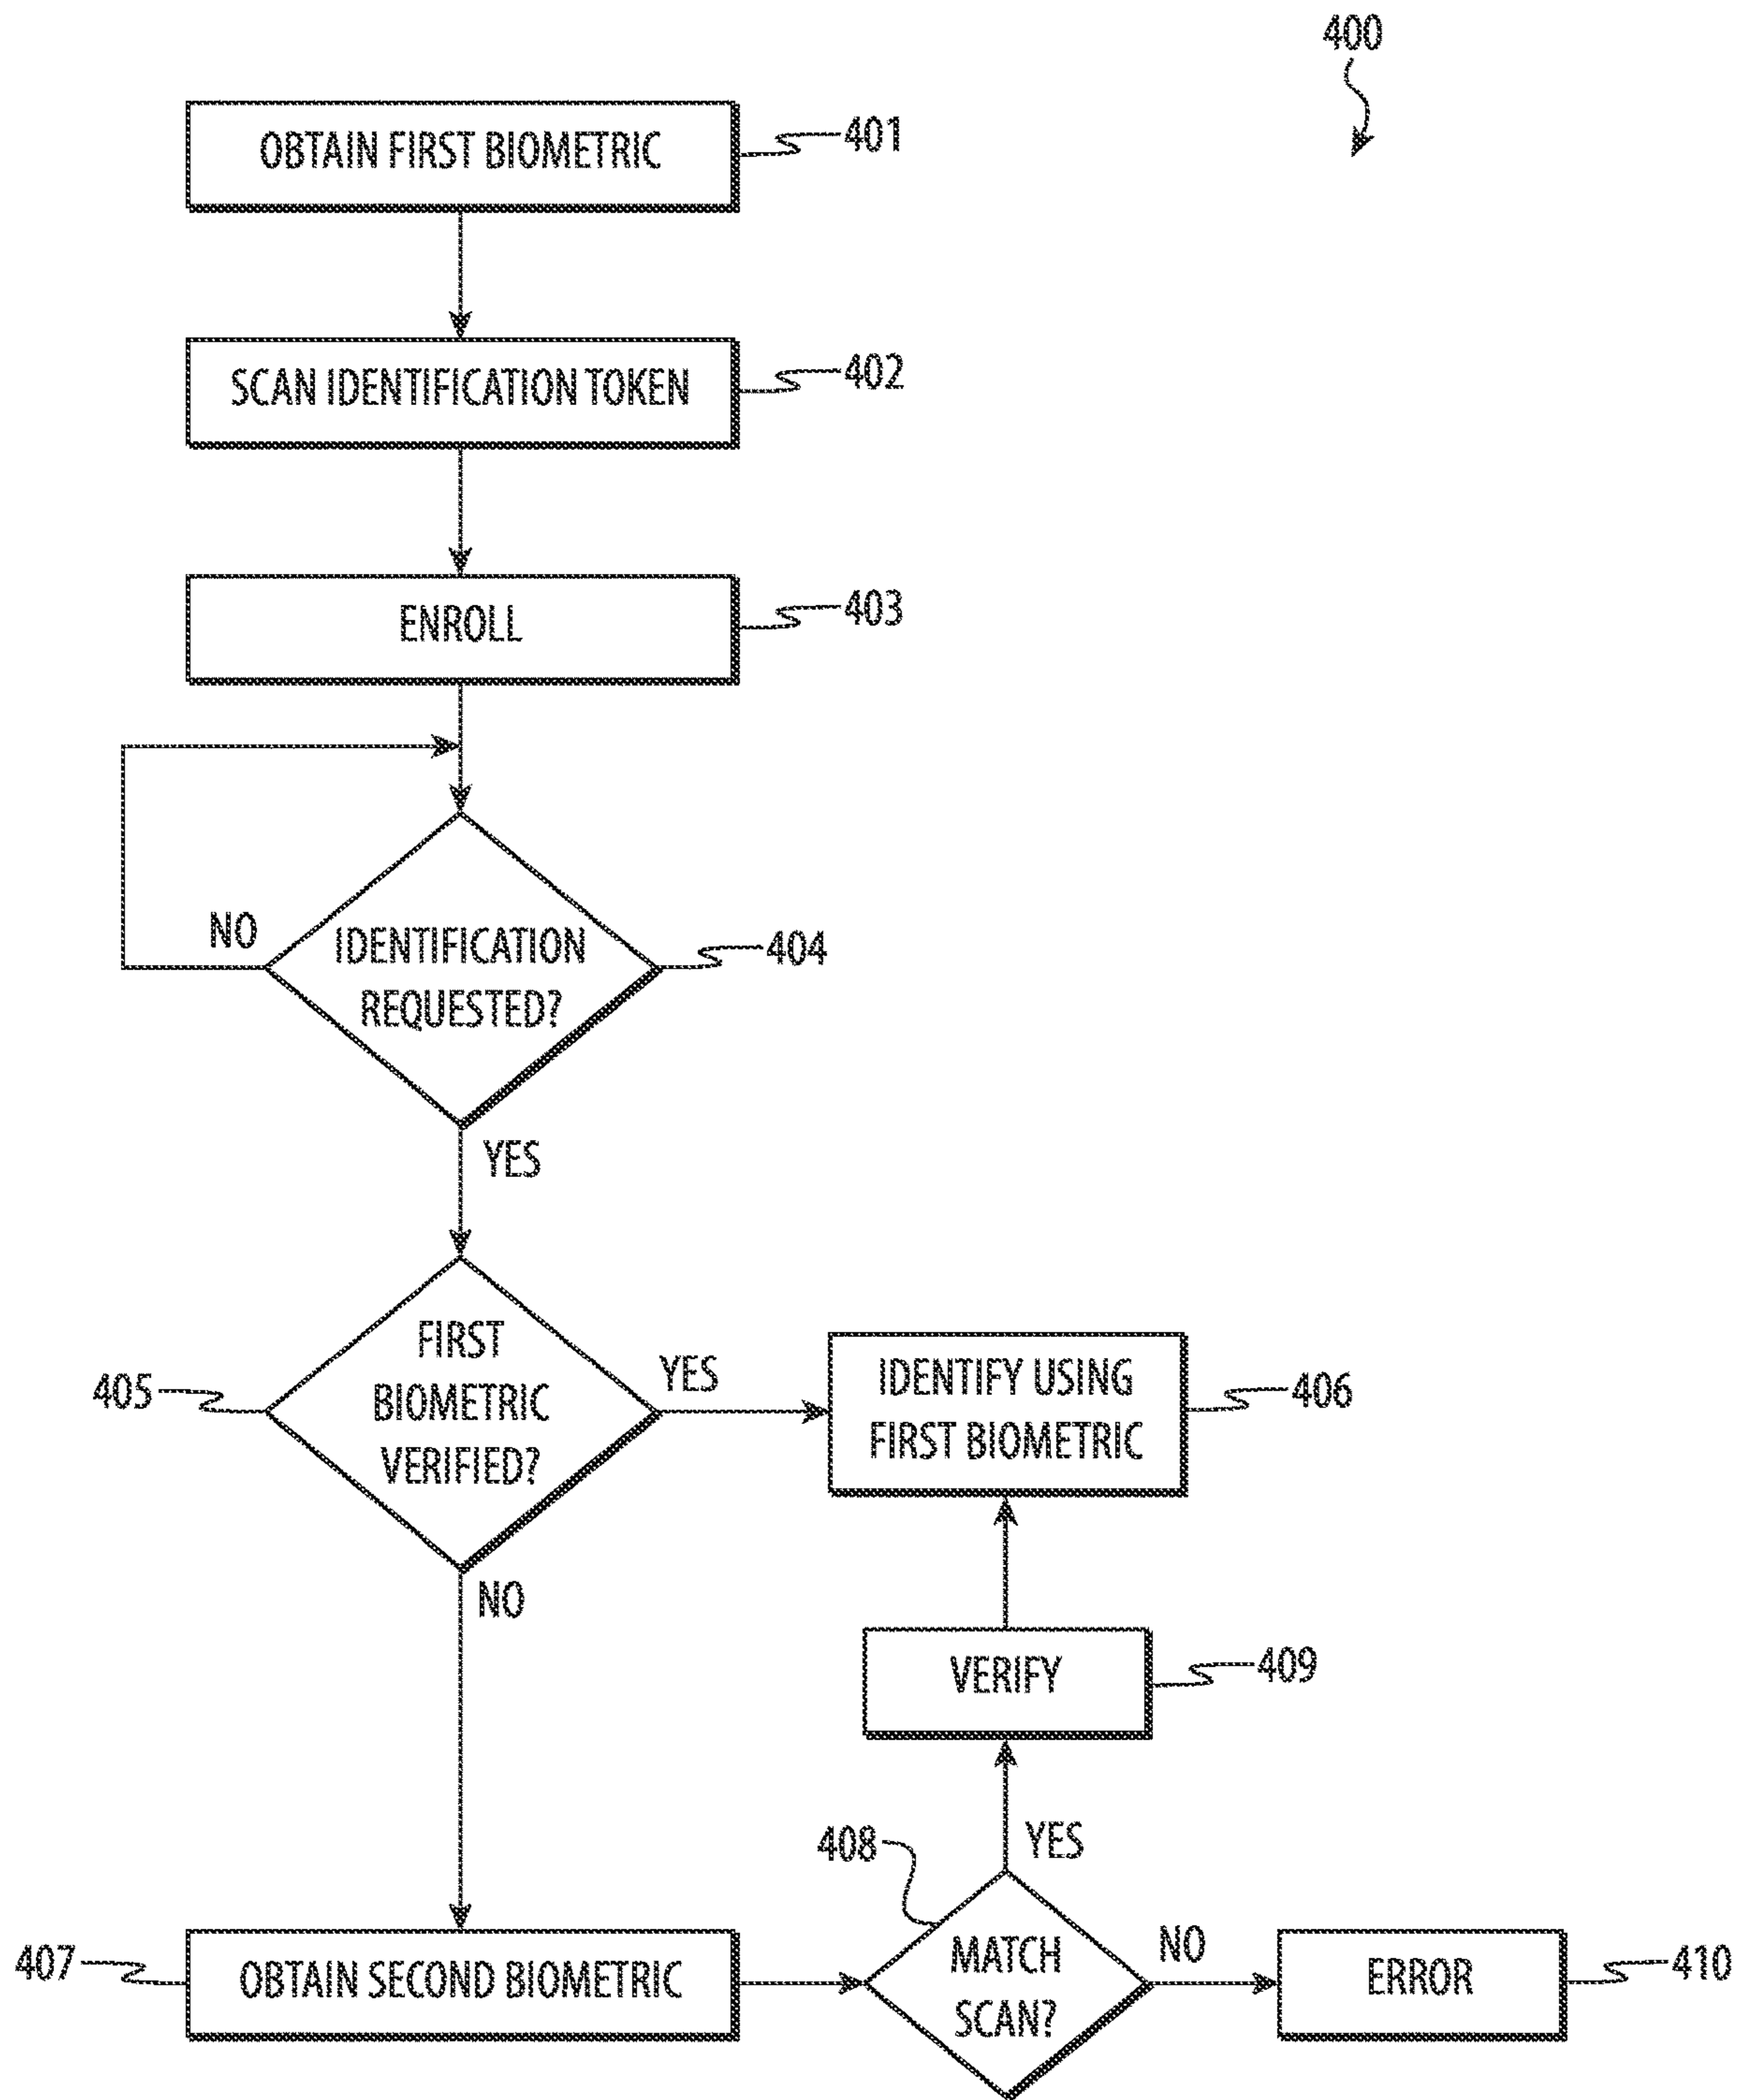 400
OBTAIN FIRST BIOMETRIC
401
SCAN IDENTIFICATION TOKEN
402
ENROLL
403
NO
IDENTIFICATION
REQUESTED?
404
YES
405
FIRST
BIOMETRIC
VERIFIED?
YES
IDENTIFY USING
FIRST BIOMETRIC
406
NO
VERIFY
409
408
YES
407
OBTAIN SECOND BIOMETRIC
MATCH
SCAN?
NO
ERROR
410